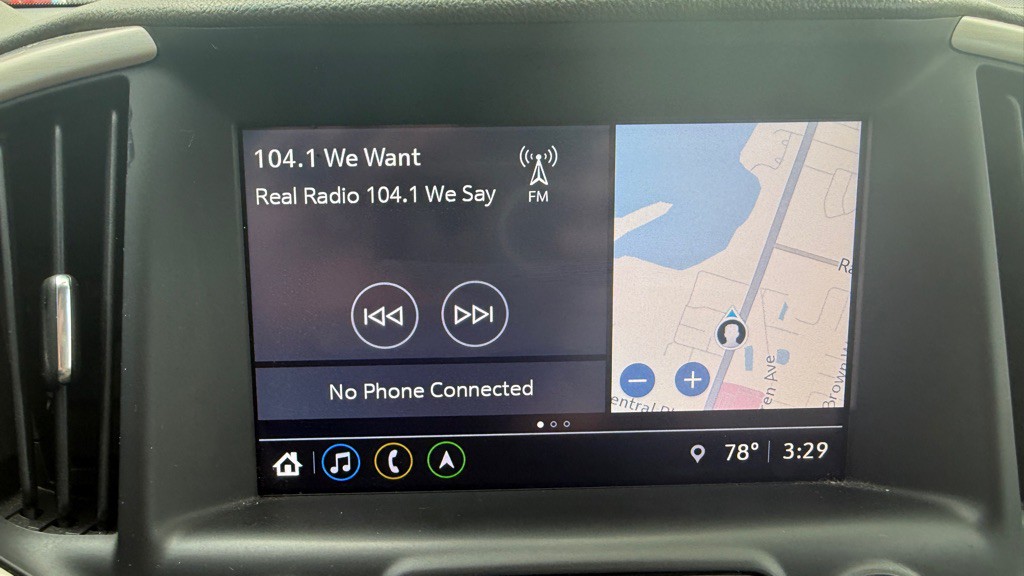 104.1 We Want
Real Radio 104.1 We Say
FM
No Phone Connected
78° 3:29